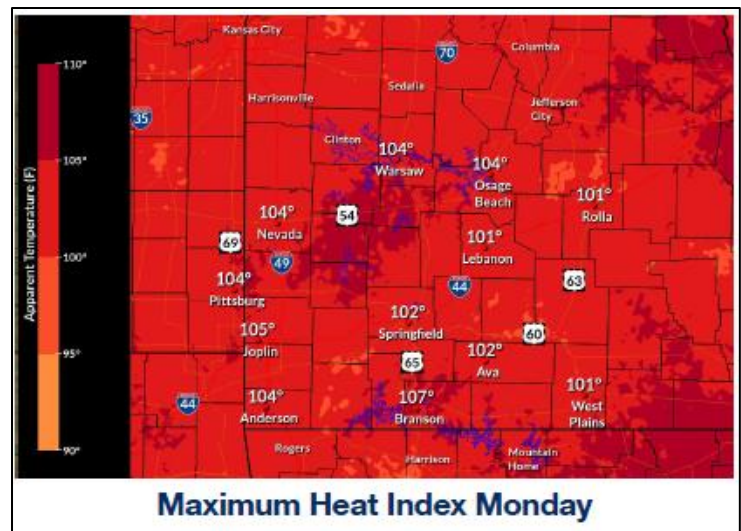 Kansas City
70
Columbia
110°
Sedalia
Harrisonville
Jefferson
City
35
Clinton
104°
Warsaw
104°
Osage
Beach
105°
101°
Rolla
104°
Nevada
54
69
101°
Lebanon
49
Apparent Temperature (F)
100°
104°
Pittsburg
44
63
102°
Springfield
105°
Joplin
60
95°
65
102°
Ava
104°
Anderson
44
107°
Branson
101°
West
Plains
90°
Rogers
Harrison
Mountain
Home
Maximum Heat Index Monday